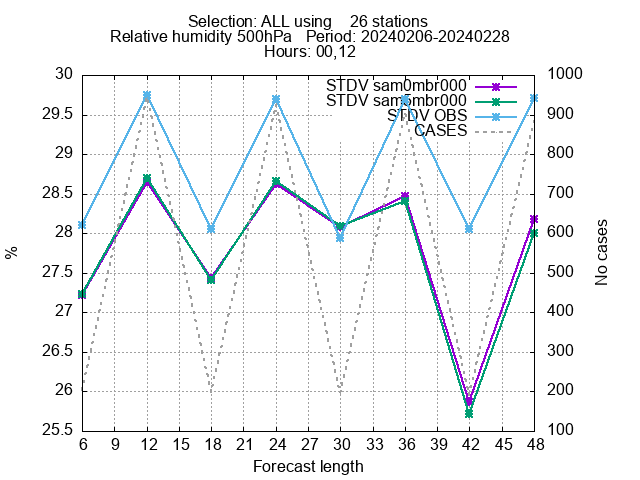 Selection: ALL using 26 stations
Relative humidity 500hPa Period: 20240206-20240228
Hours: 00,12
30
29.5
29
28.5
28
27.5
27
26.5
26
25.5
%
1000
900
800
700
600
500
400
300
200
100
No cases
STDV sam0mbr000
STDV
STDV OBS
CASES
6 9 12 15 18 21 24 27 30 33 36 39 42 45 48
Forecast length